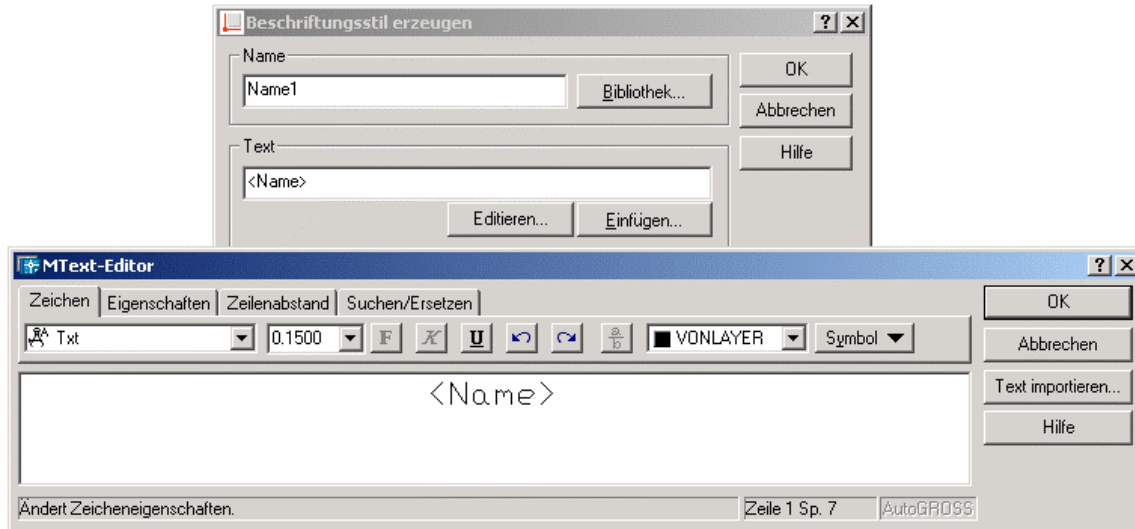 Beschriftungsstil erzeugen
Name
Name1
Bibliothek...
OK
Abbrechen
Hilfe
Text
<Name>
Editieren...
Einfügen...
MText-Editor
Zeichen Eigenschaften Zeilenabstand Suchen/Ersetzen
Txt 0.1500 F K U a/b VONLAYER Symbol
<Name>
OK
Abbrechen
Text importieren...
Hilfe
Ändert Zeicheneigenschaften. Zeile 1 Sp. 7 AutoGROSS